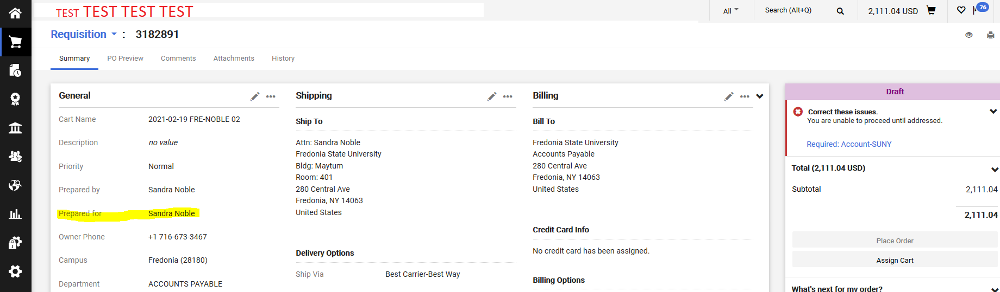 TEST TEST TEST TEST
All
Search (Alt+Q)
2,111.04 USD
76
Requisition : 3182891
Summary
PO Preview
Comments
Attachments
History
General
Cart Name 2021-02-19 FRE-NOBLE 02
Description no value
Priority Normal
Prepared by Sandra Noble
Prepared for Sandra Noble
Owner Phone +1 716-673-3467
Campus Fredonia (28180)
Department ACCOUNTS PAYABLE
Shipping
Ship To
Attn: Sandra Noble
Fredonia State University
Bldg: Maytum
Room: 401
280 Central Ave
Fredonia, NY 14063
United States
Delivery Options
Ship Via Best Carrier-Best Way
Billing
Bill To
Fredonia State University
Accounts Payable
280 Central Ave
Fredonia, NY 14063
United States
Credit Card Info
No credit card has been assigned.
Billing Options
Draft
Correct these issues.
You are unable to proceed until addressed.
Required: Account-SUNY
Total (2,111.04 USD)
Subtotal 2,111.04
2,111.04
Place Order
Assign Cart
What's next for my order?